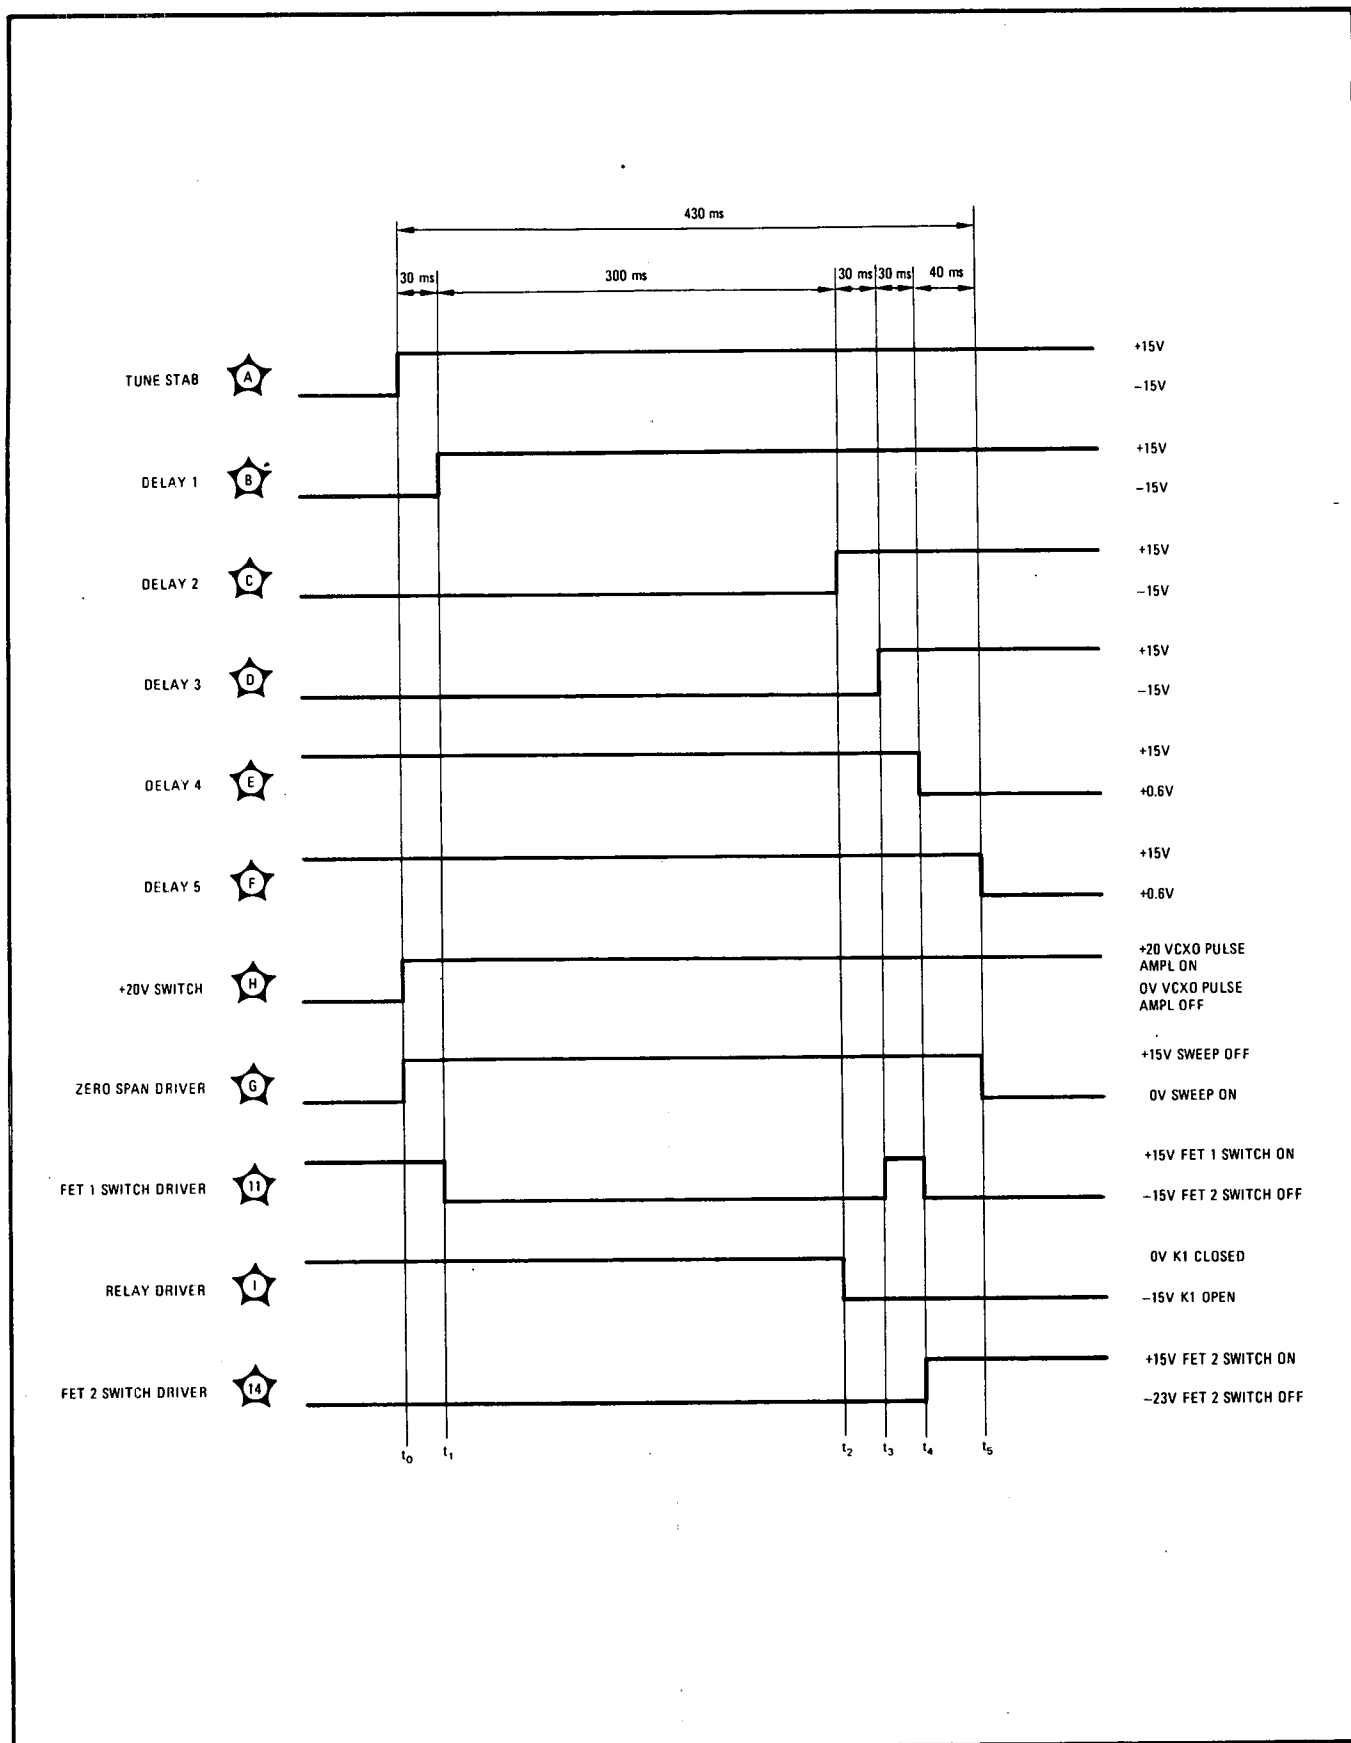 430 ms
30 ms 300 ms 30 ms 30 ms 40 ms
TUNE STAB A +15V
−15V
DELAY 1 B +15V
−15V
DELAY 2 C +15V
−15V
DELAY 3 D +15V
−15V
DELAY 4 E +15V
+0.6V
DELAY 5 F +15V
+0.6V
+20V SWITCH H +20 VCXO PULSE
AMPL ON
0V VCXO PULSE
AMPL OFF
ZERO SPAN DRIVER G +15V SWEEP OFF
0V SWEEP ON
FET 1 SWITCH DRIVER 11 +15V FET 1 SWITCH ON
−15V FET 2 SWITCH OFF
RELAY DRIVER I 0V K1 CLOSED
−15V K1 OPEN
FET 2 SWITCH DRIVER 14 +15V FET 2 SWITCH ON
−23V FET 2 SWITCH OFF
t0 t1 t2 t3 t4 t5